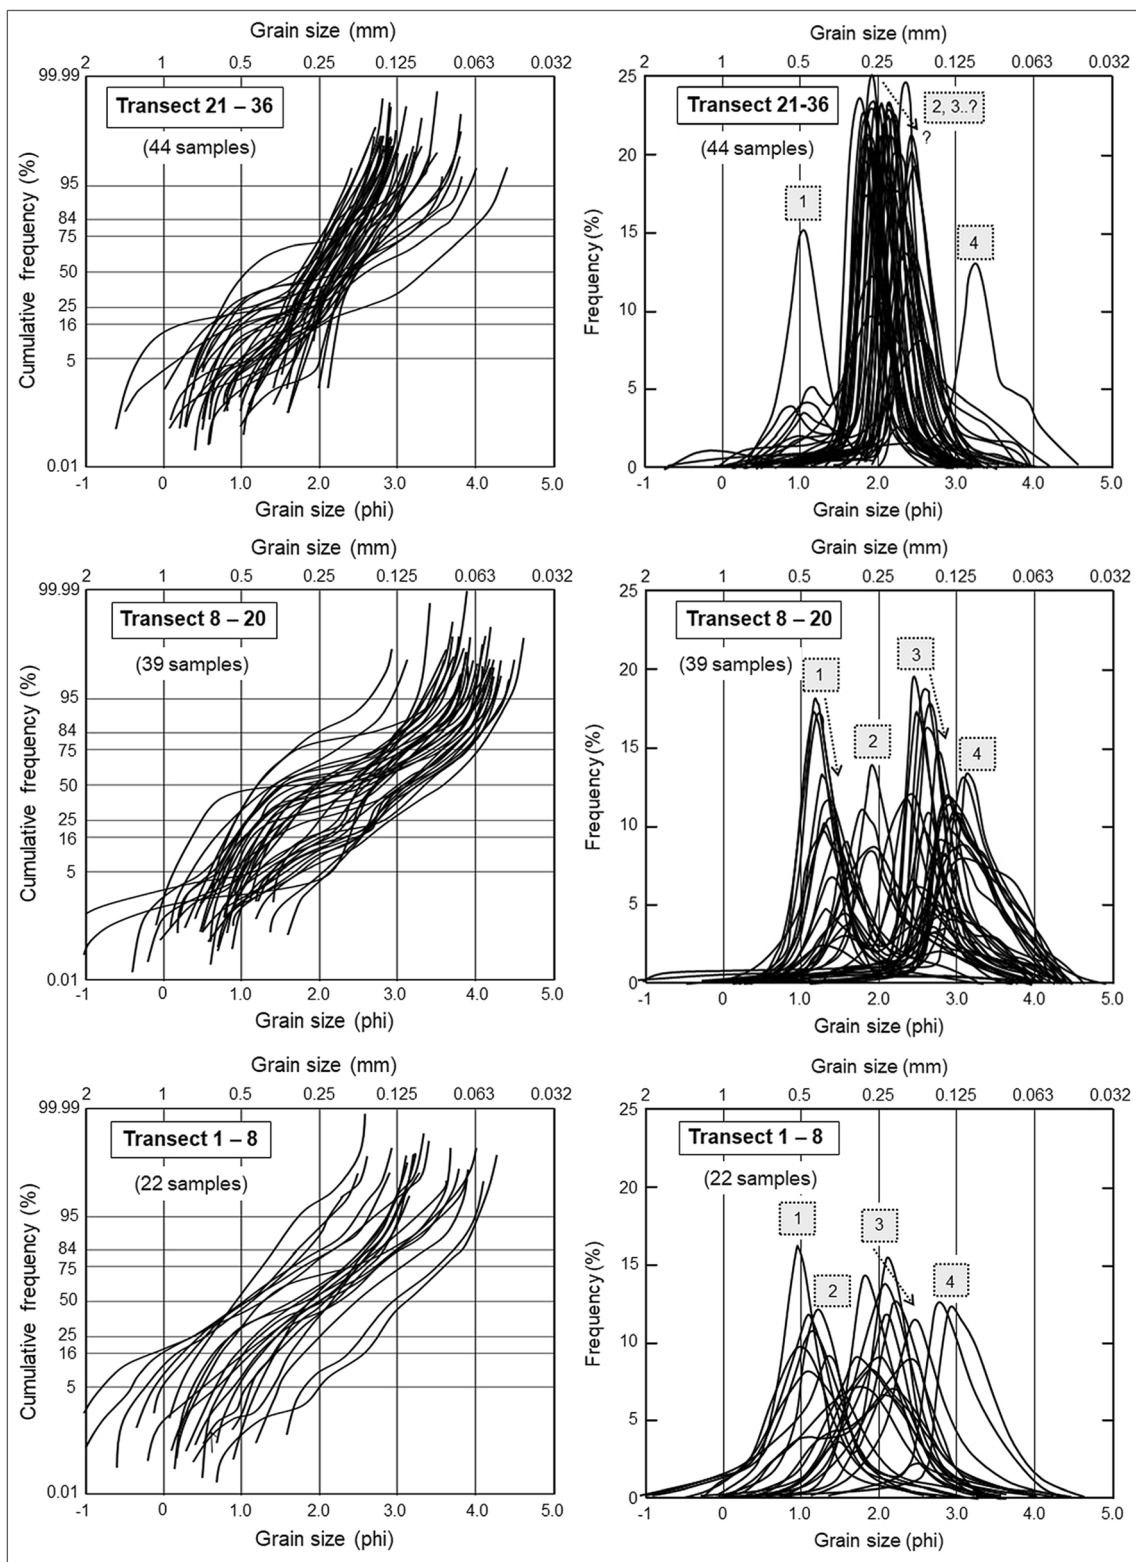 Grain size (mm)
2 1 0.5 0.25 0.125 0.063 0.032
99.99
Transect 21 – 36
(44 samples)
95
84
75
50
25
16
5
0.01
Cumulative frequency (%)
-1 0 1.0 2.0 3.0 4.0 5.0
Grain size (phi)
Grain size (mm)
2 1 0.5 0.25 0.125 0.063 0.032
25
Transect 21-36
(44 samples)
2, 3..?
?
1
4
20
15
10
5
0
Frequency (%)
-1 0 1.0 2.0 3.0 4.0 5.0
Grain size (phi)
Grain size (mm)
2 1 0.5 0.25 0.125 0.063 0.032
99.99
Transect 8 – 20
(39 samples)
95
84
75
50
25
16
5
0.01
Cumulative frequency (%)
-1 0 1.0 2.0 3.0 4.0 5.0
Grain size (phi)
Grain size (mm)
2 1 0.5 0.25 0.125 0.063 0.032
25
Transect 8 – 20
(39 samples)
1
2
3
4
20
15
10
5
0
Frequency (%)
-1 0 1.0 2.0 3.0 4.0 5.0
Grain size (phi)
Grain size (mm)
2 1 0.5 0.25 0.125 0.063 0.032
99.99
Transect 1 – 8
(22 samples)
95
84
75
50
25
16
5
0.01
Cumulative frequency (%)
-1 0 1.0 2.0 3.0 4.0 5.0
Grain size (phi)
Grain size (mm)
2 1 0.5 0.25 0.125 0.063 0.032
25
Transect 1 – 8
(22 samples)
1
2
3
4
20
15
10
5
0
Frequency (%)
-1 0 1.0 2.0 3.0 4.0 5.0
Grain size (phi)